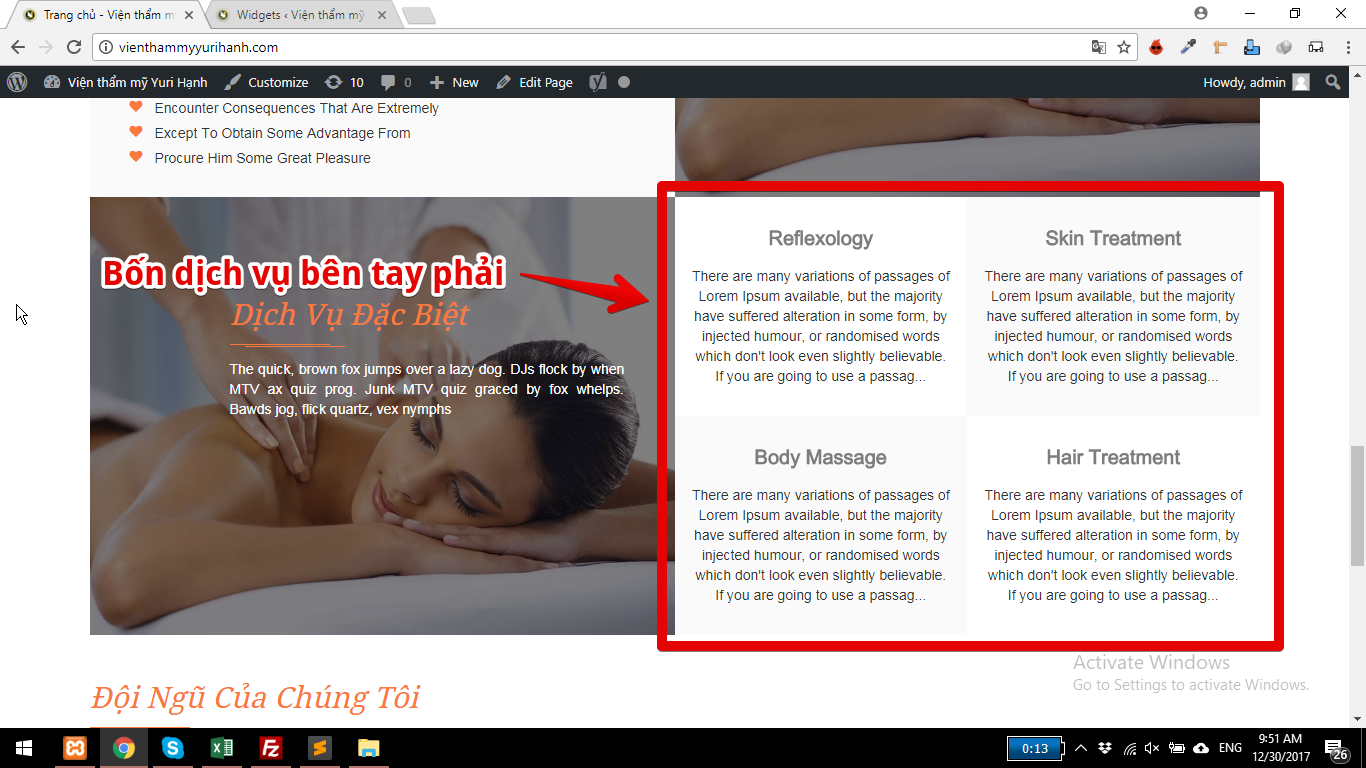 Trang chủ - Viện thẩm m
Widgets ‹ Viện thẩm mỹ
vienthammyyurihanh.com
Viện thẩm mỹ Yuri Hạnh
Customize
10
0
New
Edit Page
Howdy, admin
Encounter Consequences That Are Extremely
Except To Obtain Some Advantage From
Procure Him Some Great Pleasure
Bốn dịch vụ bên tay phải
Dịch Vụ Đặc Biệt
The quick, brown fox jumps over a lazy dog. DJs flock by when
MTV ax quiz prog. Junk MTV quiz graced by fox whelps.
Bawds jog, flick quartz, vex nymphs
Reflexology
There are many variations of passages of
Lorem Ipsum available, but the majority
have suffered alteration in some form, by
injected humour, or randomised words
which don't look even slightly believable.
If you are going to use a passag...
Skin Treatment
There are many variations of passages of
Lorem Ipsum available, but the majority
have suffered alteration in some form, by
injected humour, or randomised words
which don't look even slightly believable.
If you are going to use a passag...
Body Massage
There are many variations of passages of
Lorem Ipsum available, but the majority
have suffered alteration in some form, by
injected humour, or randomised words
which don't look even slightly believable.
If you are going to use a passag...
Hair Treatment
There are many variations of passages of
Lorem Ipsum available, but the majority
have suffered alteration in some form, by
injected humour, or randomised words
which don't look even slightly believable.
If you are going to use a passag...
Đội Ngũ Của Chúng Tôi
Activate Windows
Go to Settings to activate Windows.
0:13
ENG
9:51 AM
12/30/2017
26